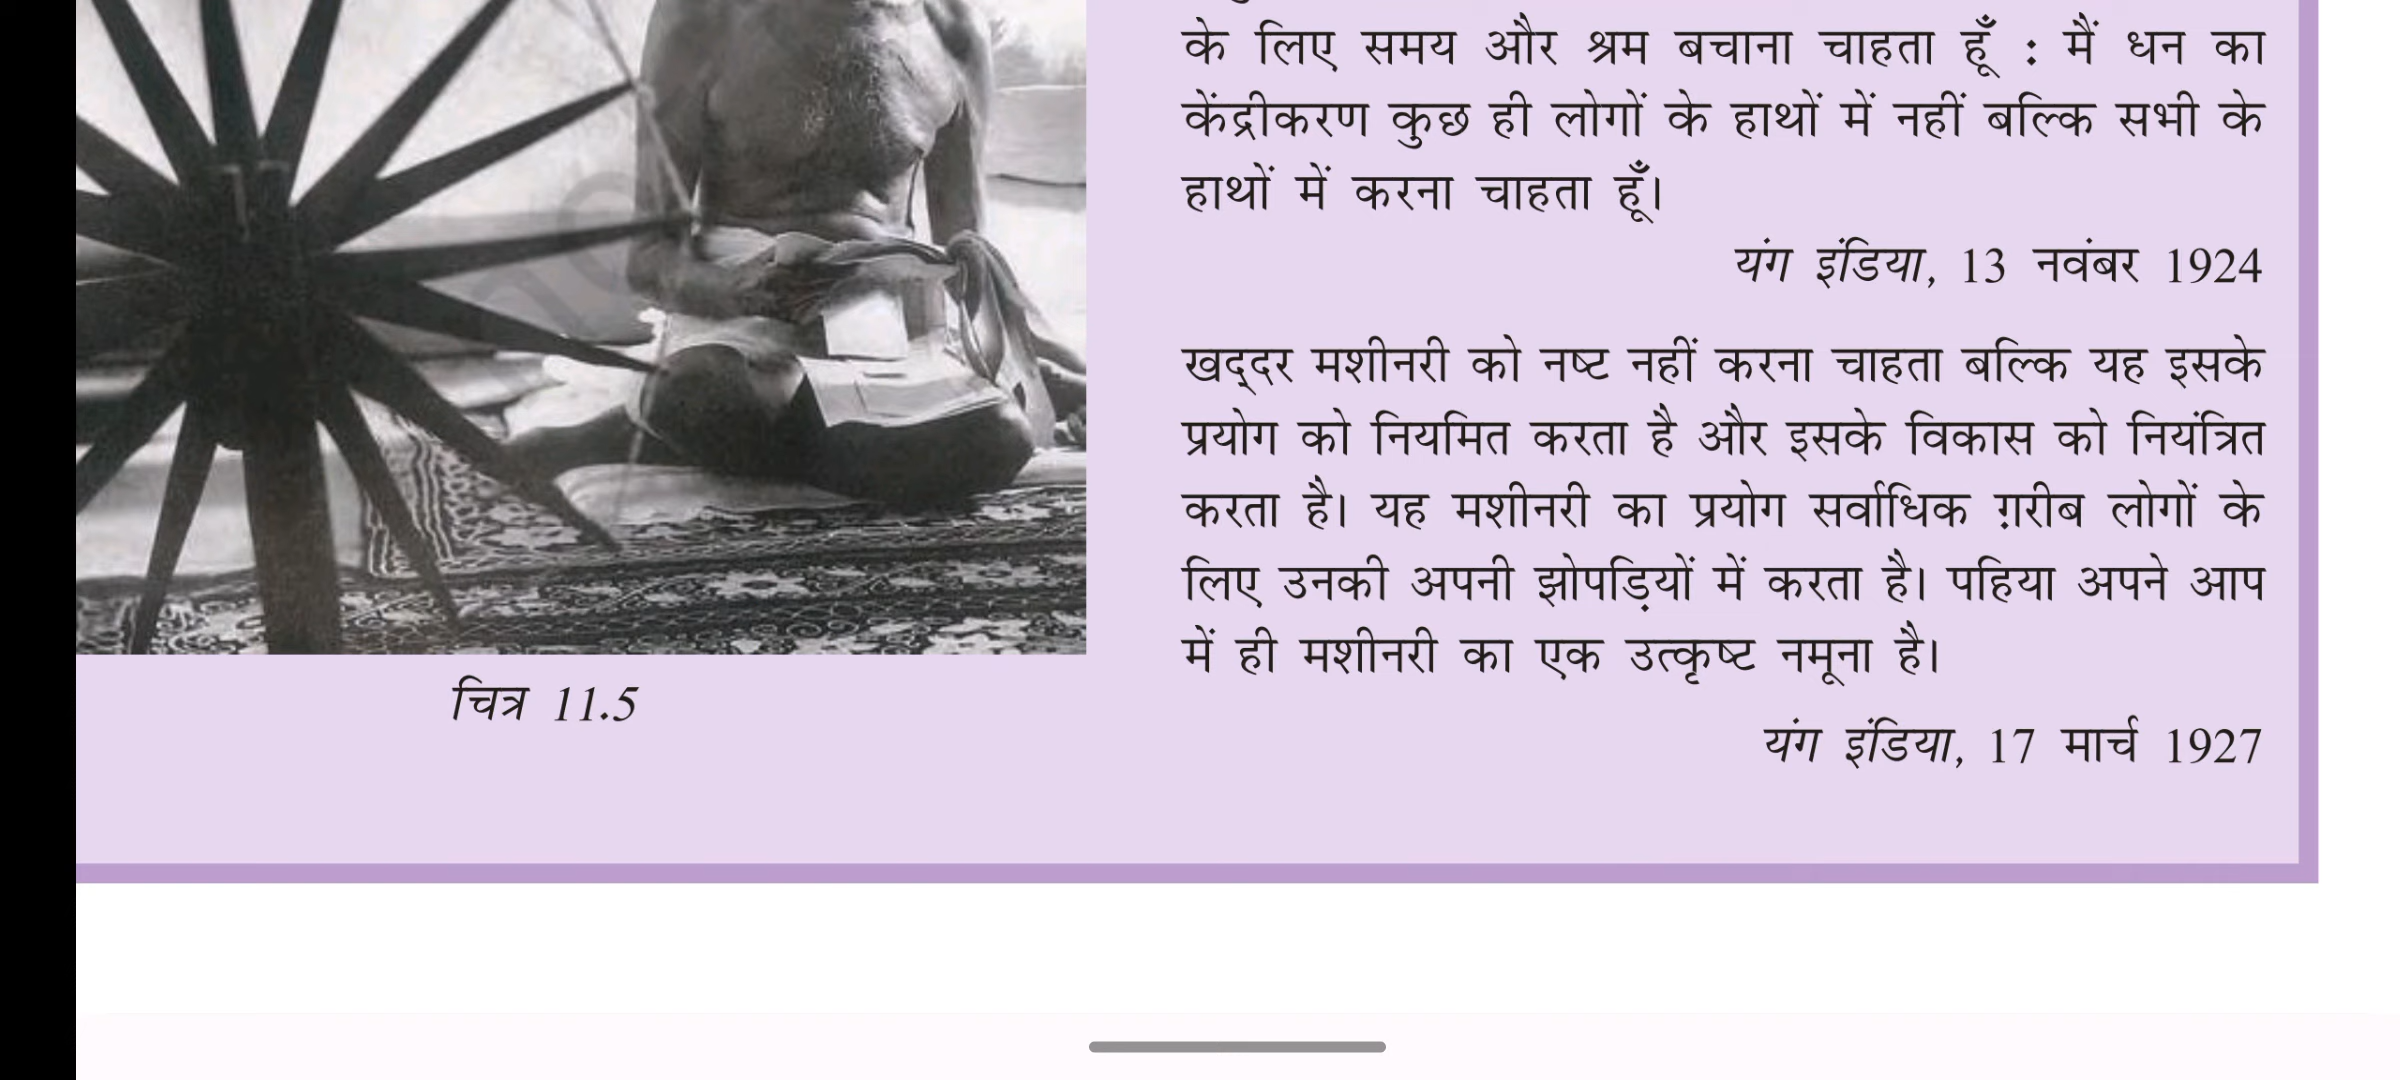 के लिए समय और श्रम बचाना चाहता हूँ : मैं धन का
केंद्रीकरण कुछ ही लोगों के हाथों में नहीं बल्कि सभी के
हाथों में करना चाहता हूँ।
यंग इंडिया, 13 नवंबर 1924
खद्दर मशीनरी को नष्ट नहीं करना चाहता बल्कि यह इसके
प्रयोग को नियमित करता है और इसके विकास को नियंत्रित
करता है। यह मशीनरी का प्रयोग सर्वाधिक ग़रीब लोगों के
लिए उनकी अपनी झोपड़ियों में करता है। पहिया अपने आप
में ही मशीनरी का एक उत्कृष्ट नमूना है।
यंग इंडिया, 17 मार्च 1927
चित्र 11.5